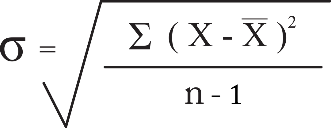 σ = √ Σ ( X - X̅ )²
n - 1